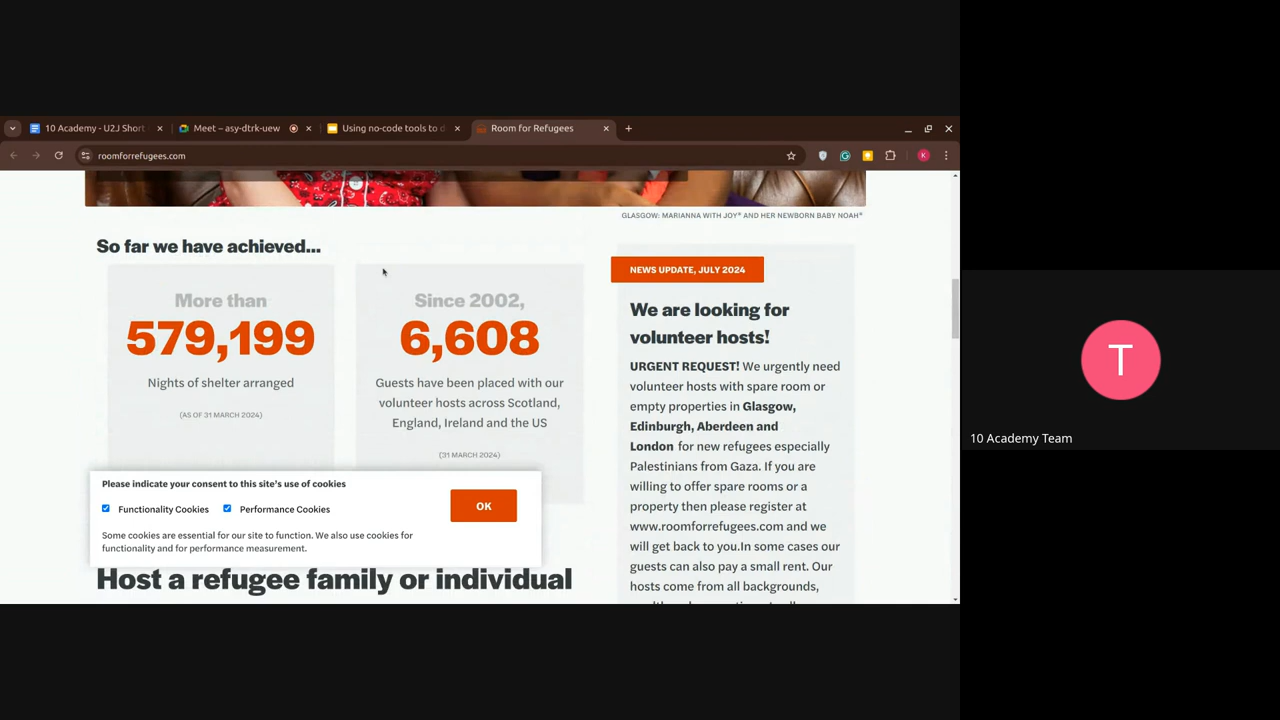 10 Academy - U2J Short
Meet – asy-dtrk-uew
Using no-code tools to d
Room for Refugees
roomforrefugees.com
K
GLASGOW: MARIANNA WITH JOY* AND HER NEWBORN BABY NOAH*
So far we have achieved...
More than
579,199
Nights of shelter arranged
(AS OF 31 MARCH 2024)
Since 2002,
6,608
Guests have been placed with our
volunteer hosts across Scotland,
England, Ireland and the US
(31 MARCH 2024)
NEWS UPDATE, JULY 2024
We are looking for
volunteer hosts!
URGENT REQUEST! We urgently need
volunteer hosts with spare room or
empty properties in Glasgow,
Edinburgh, Aberdeen and
London for new refugees especially
Palestinians from Gaza. If you are
willing to offer spare rooms or a
property then please register at
www.roomforrefugees.com and we
will get back to you.In some cases our
guests can also pay a small rent. Our
hosts come from all backgrounds,
Please indicate your consent to this site's use of cookies
Functionality Cookies
Performance Cookies
OK
Some cookies are essential for our site to function. We also use cookies for
functionality and for performance measurement.
Host a refugee family or individual
T
10 Academy Team